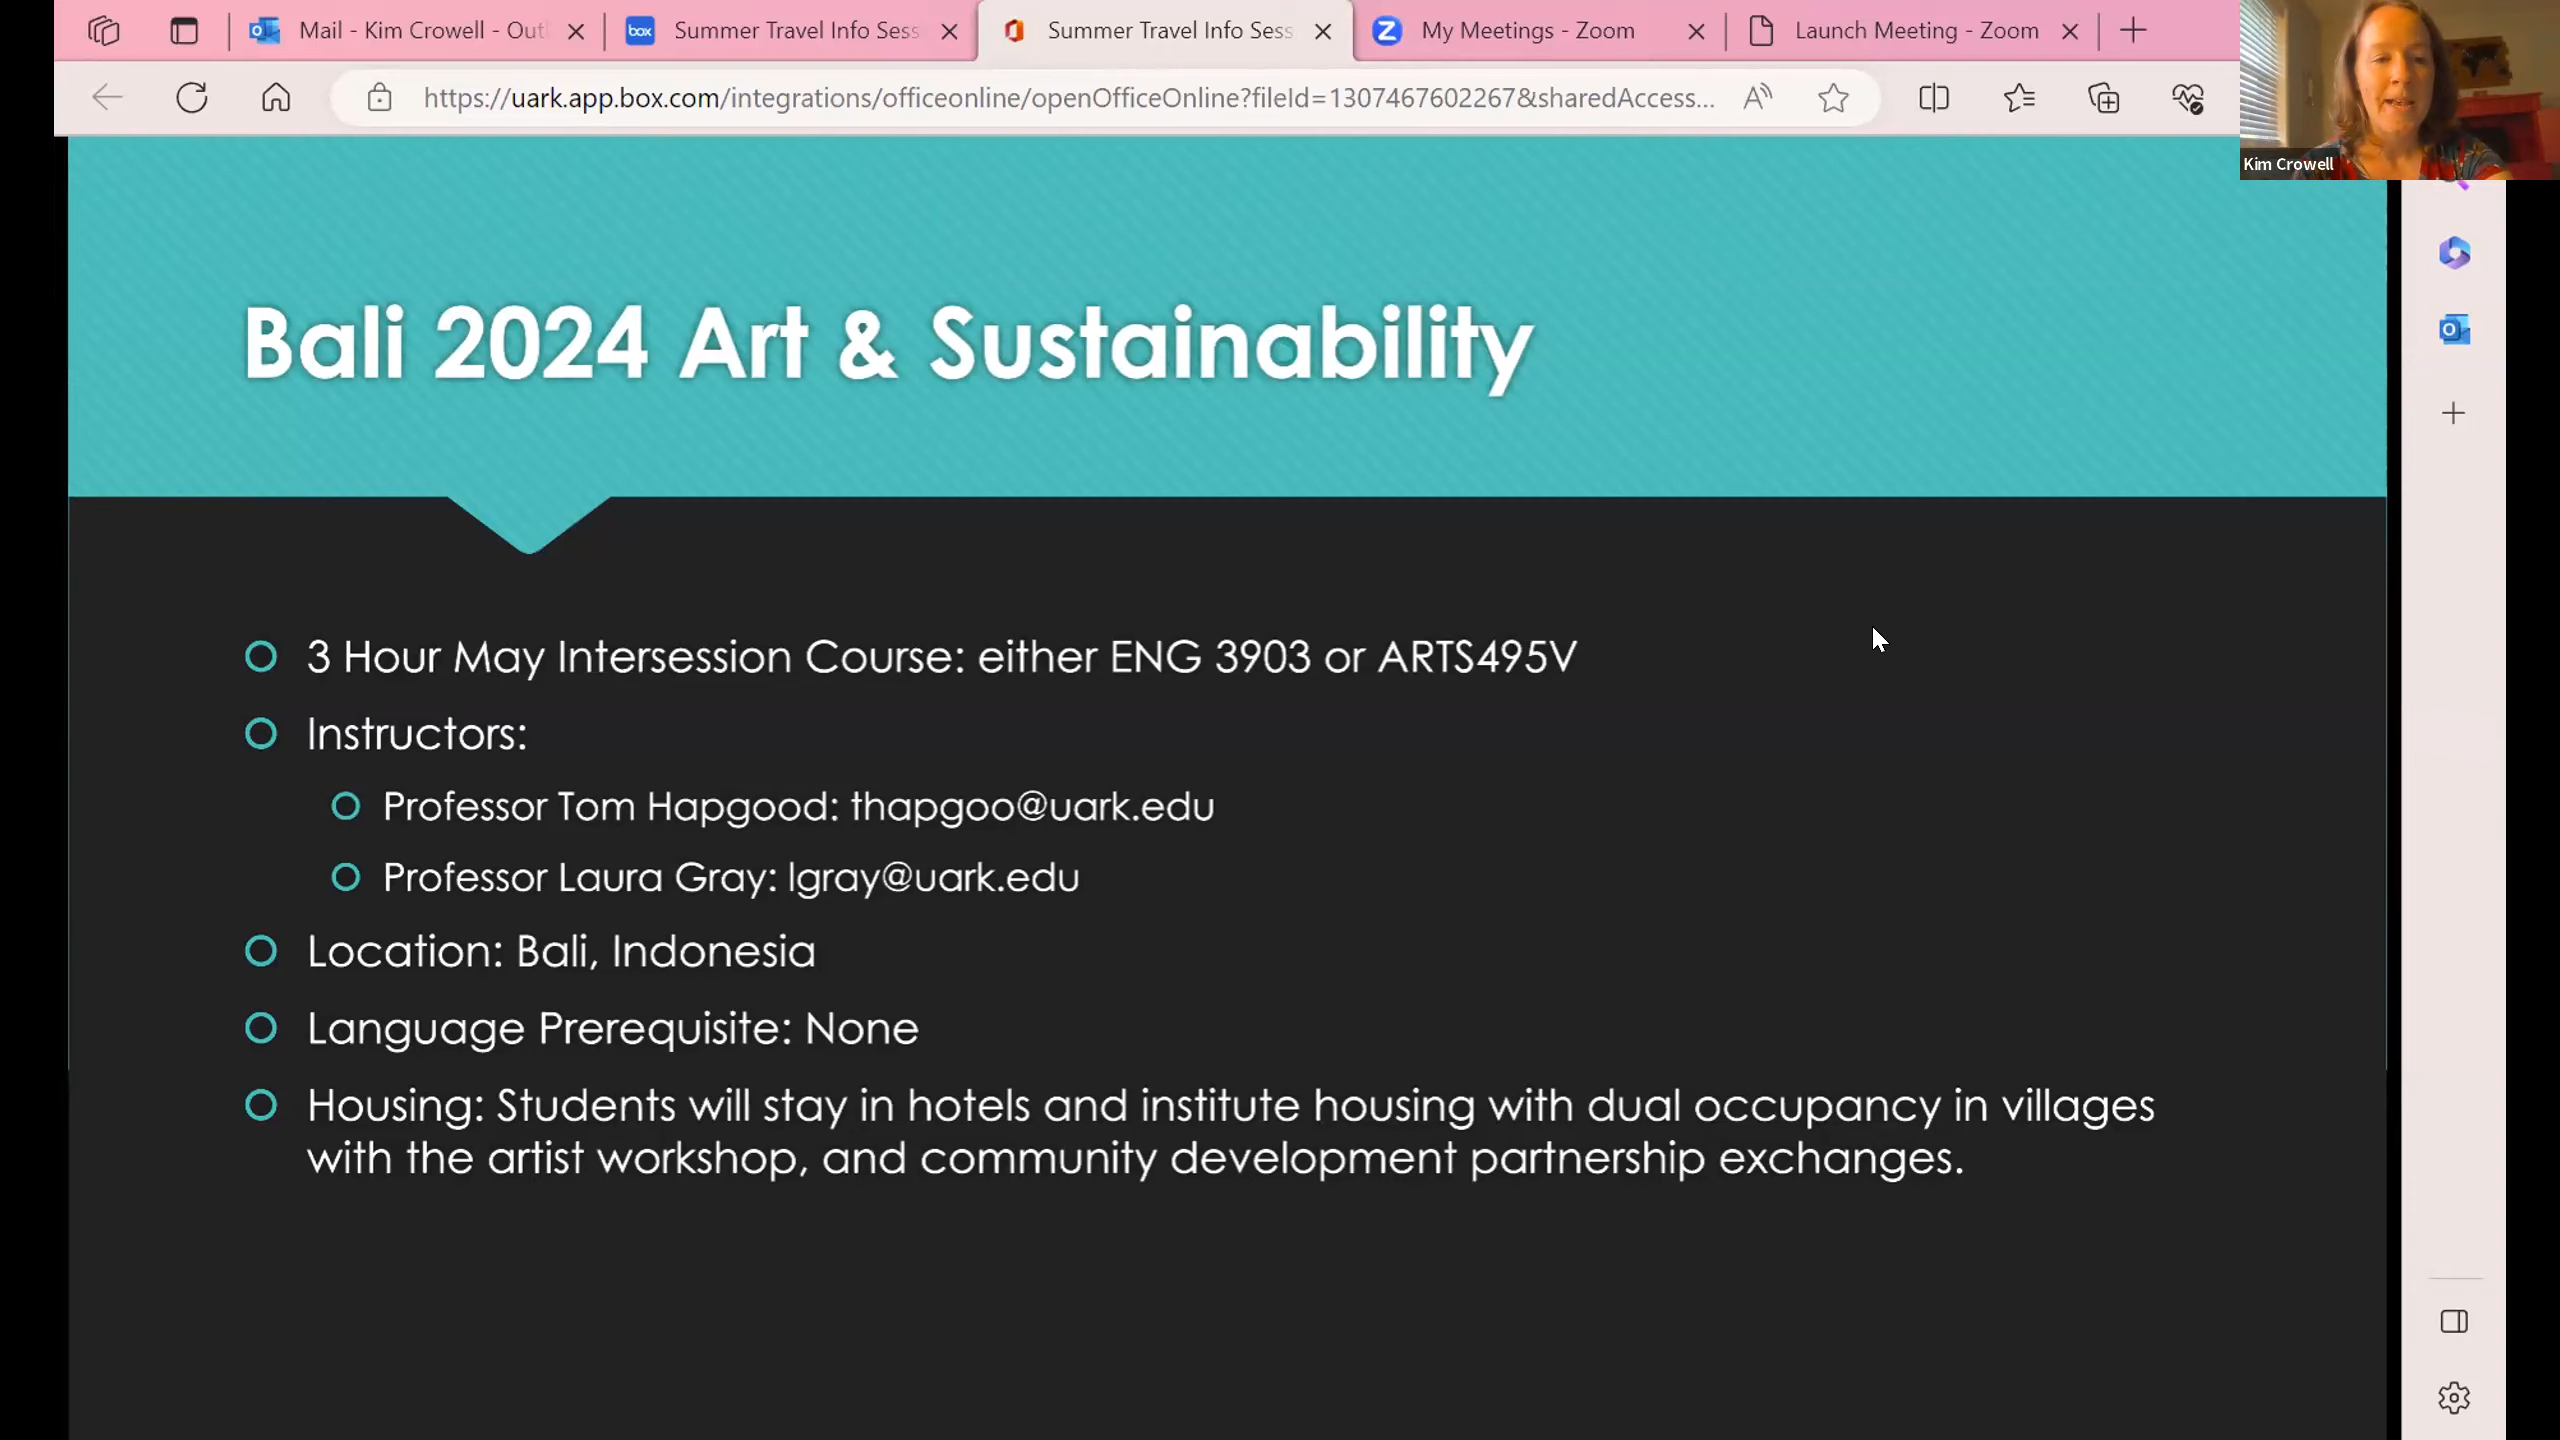 Mail - Kim Crowell - Out
box
Summer Travel Info Sess
Summer Travel Info Sess
My Meetings - Zoom
Launch Meeting - Zoom
https://uark.app.box.com/integrations/officeonline/openOfficeOnline?fileId=1307467602267&sharedAccess...
Kim Crowell
Bali 2024 Art & Sustainability
3 Hour May Intersession Course: either ENG 3903 or ARTS495V
Instructors:
Professor Tom Hapgood: thapgoo@uark.edu
Professor Laura Gray: lgray@uark.edu
Location: Bali, Indonesia
Language Prerequisite: None
Housing: Students will stay in hotels and institute housing with dual occupancy in villages
with the artist workshop, and community development partnership exchanges.